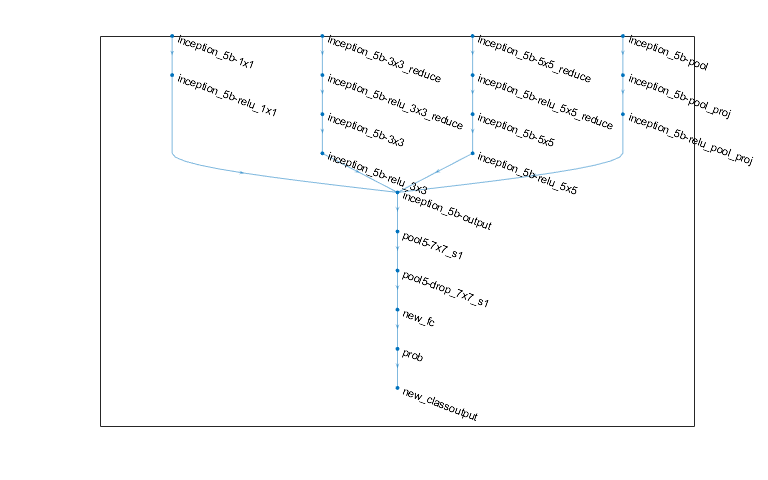 inception_5b-1x1
inception_5b-3x3_reduce
inception_5b-5x5_reduce
inception_5b-pool
inception_5b-relu_1x1
inception_5b-relu_3x3_reduce
inception_5b-relu_5x5_reduce
inception_5b-pool_proj
inception_5b-3x3
inception_5b-5x5
inception_5b-relu_pool_proj
inception_5b-relu_3x3
inception_5b-relu_5x5
inception_5b-output
pool5-7x7_s1
pool5-drop_7x7_s1
new_fc
prob
new_classoutput